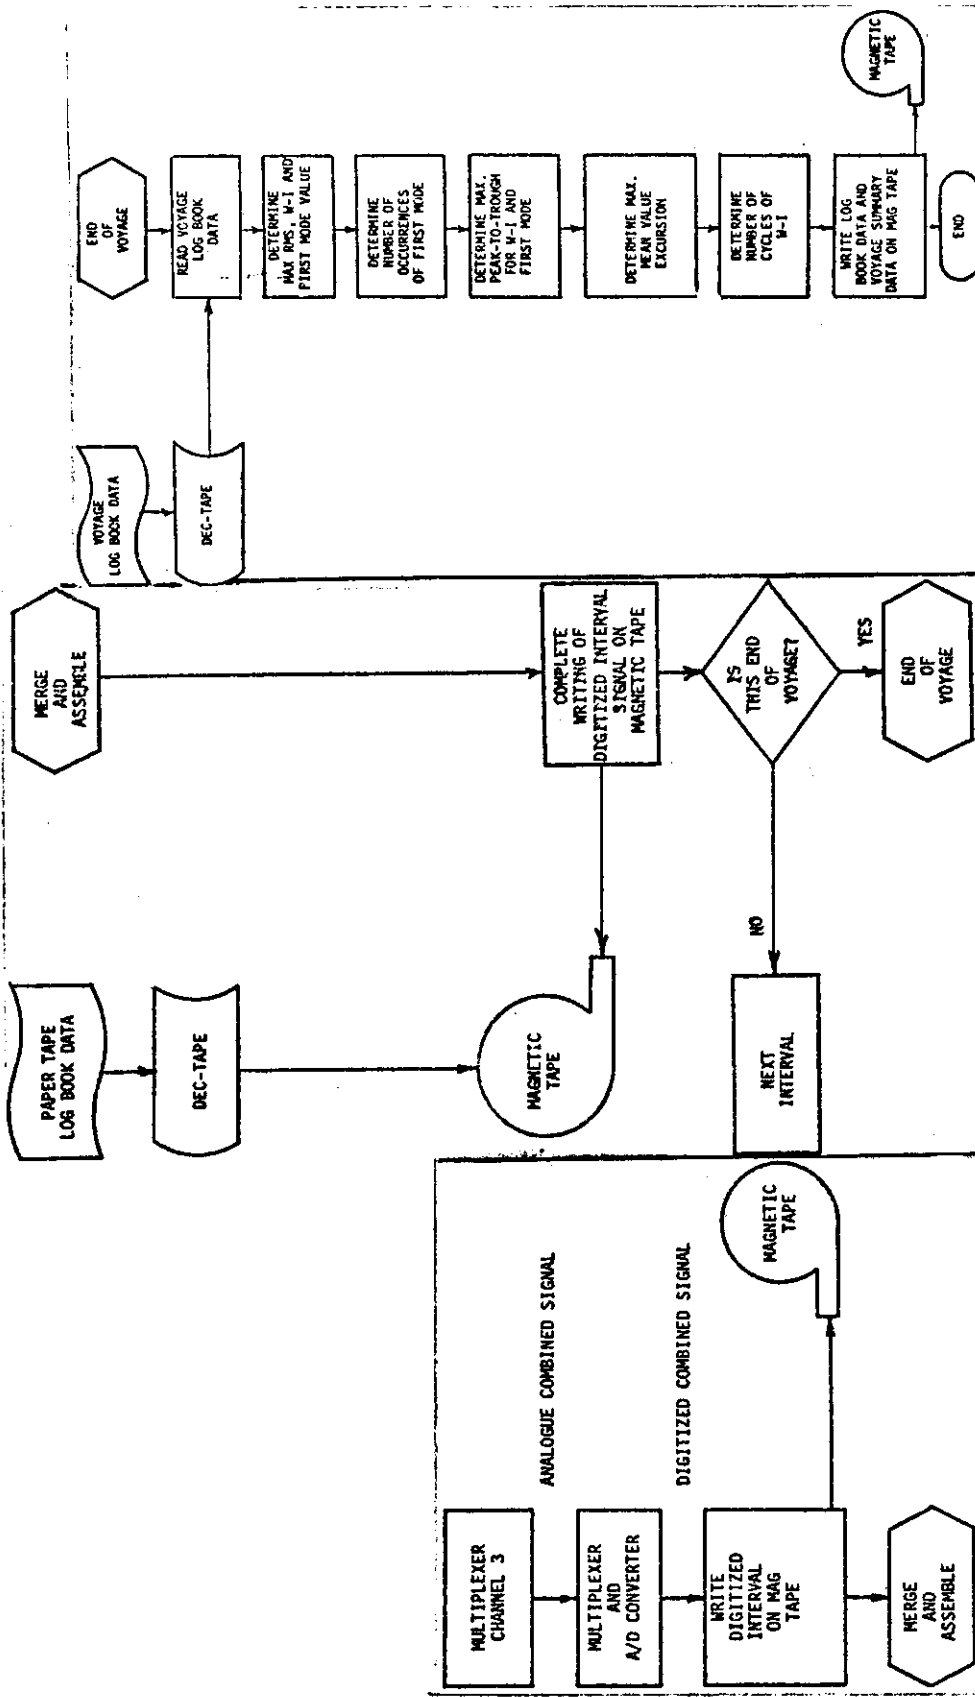 MULTIPLEXER
CHANNEL 3
MULTIPLEXER
AND
A/D CONVERTER
WRITE
DIGITIZED
INTERVAL
ON MAG
TAPE
MERGE
AND
ASSEMBLE
ANALOGUE COMBINED SIGNAL
DIGITIZED COMBINED SIGNAL
MAGNETIC
TAPE
PAPER TAPE
LOG BOOK DATA
DEC-TAPE
MAGNETIC
TAPE
NEXT
INTERVAL
NO
MERGE
AND
ASSEMBLE
COMPLETE
WRITING OF
DIGITIZED INTERVAL
SIGNAL ON
MAGNETIC TAPE
IS
THIS END
OF
VOYAGE?
YES
END
OF
VOYAGE
VOYAGE
LOG BOOK DATA
DEC-TAPE
END
OF
VOYAGE
READ VOYAGE
LOG BOOK
DATA
DETERMINE
MAX RMS, W-I AND
FIRST MODE VALUE
DETERMINE
NUMBER OF
OCCURRENCES
OF FIRST MODE
DETERMINE MAX.
PEAK-TO-TROUGH
FOR W-I AND
FIRST MODE
DETERMINE MAX.
MEAN VALUE
EXCURSION
DETERMINE
NUMBER OF
CYCLES OF
W-I
WRITE LOG
BOOK DATA AND
VOYAGE SUMMARY
DATA ON MAG TAPE
MAGNETIC
TAPE
END